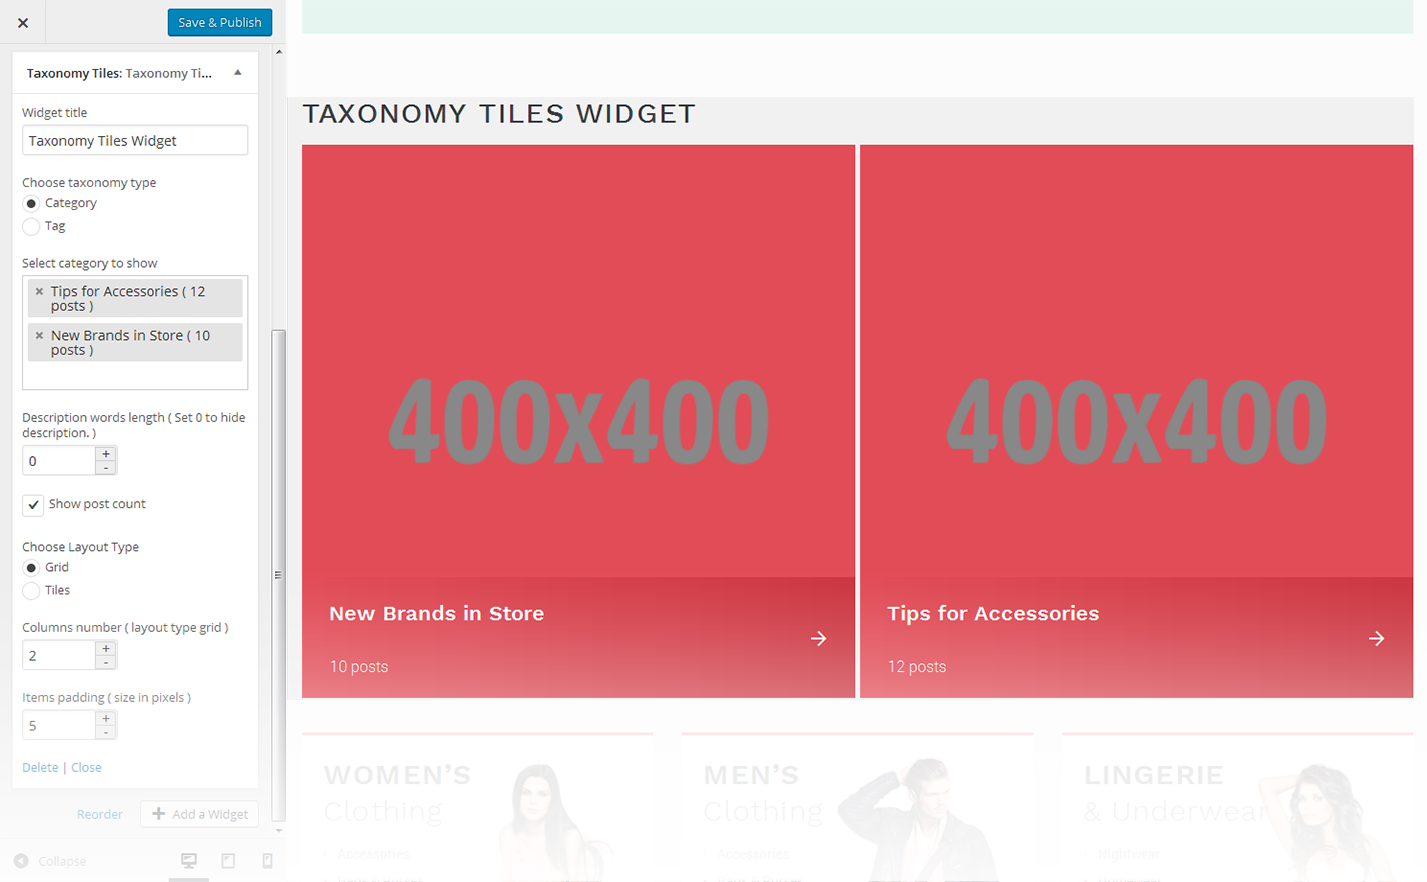 Save & Publish
Taxonomy Tiles: Taxonomy Ti...
Widget title
Taxonomy Tiles Widget
Choose taxonomy type
Category
Tag
Select category to show
× Tips for Accessories ( 12
posts )
× New Brands in Store ( 10
posts )
Description words length ( Set 0 to hide
description. )
0
+
-
Show post count
Choose Layout Type
Grid
Tiles
Columns number ( layout type grid )
2
+
-
Items padding ( size in pixels )
5
+
-
Delete | Close
Reorder
Add a Widget
Collapse
TAXONOMY TILES WIDGET
400x400
New Brands in Store
10 posts
400x400
Tips for Accessories
12 posts
WOMEN’S
Clothing
Accessories
MEN’S
Clothing
Accessories
LINGERIE
& Underwear
Nightwear